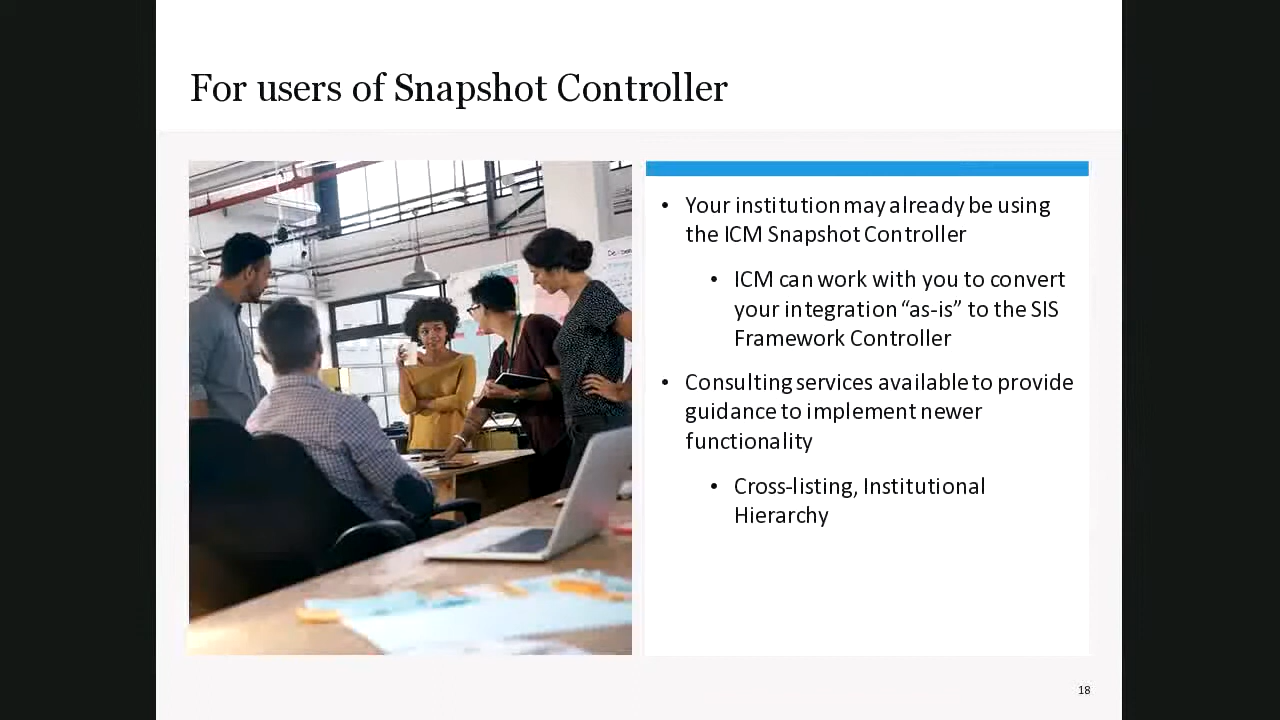 For users of Snapshot Controller
• Your institution may already be using
the ICM Snapshot Controller
• ICM can work with you to convert
your integration “as-is” to the SIS
Framework Controller
• Consulting services available to provide
guidance to implement newer
functionality
• Cross-listing, Institutional
Hierarchy
18